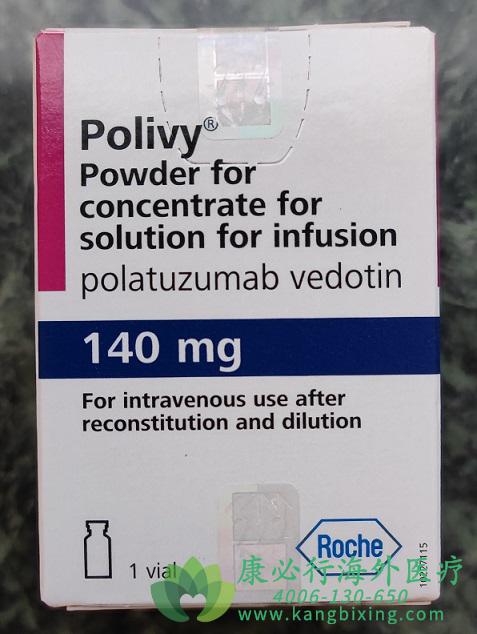 Polivy®
Powder for
concentrate for
solution for infusion
polatuzumab vedotin
140 mg
For intravenous use after
reconstitution and dilution
Roche
1 vial
康必行海外医疗
4006-130-650
www.kangbixing.com